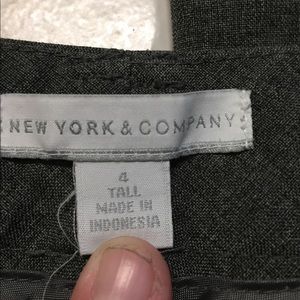 NEW YORK & COMPANY
4
TALL
MADE IN
INDONESIA